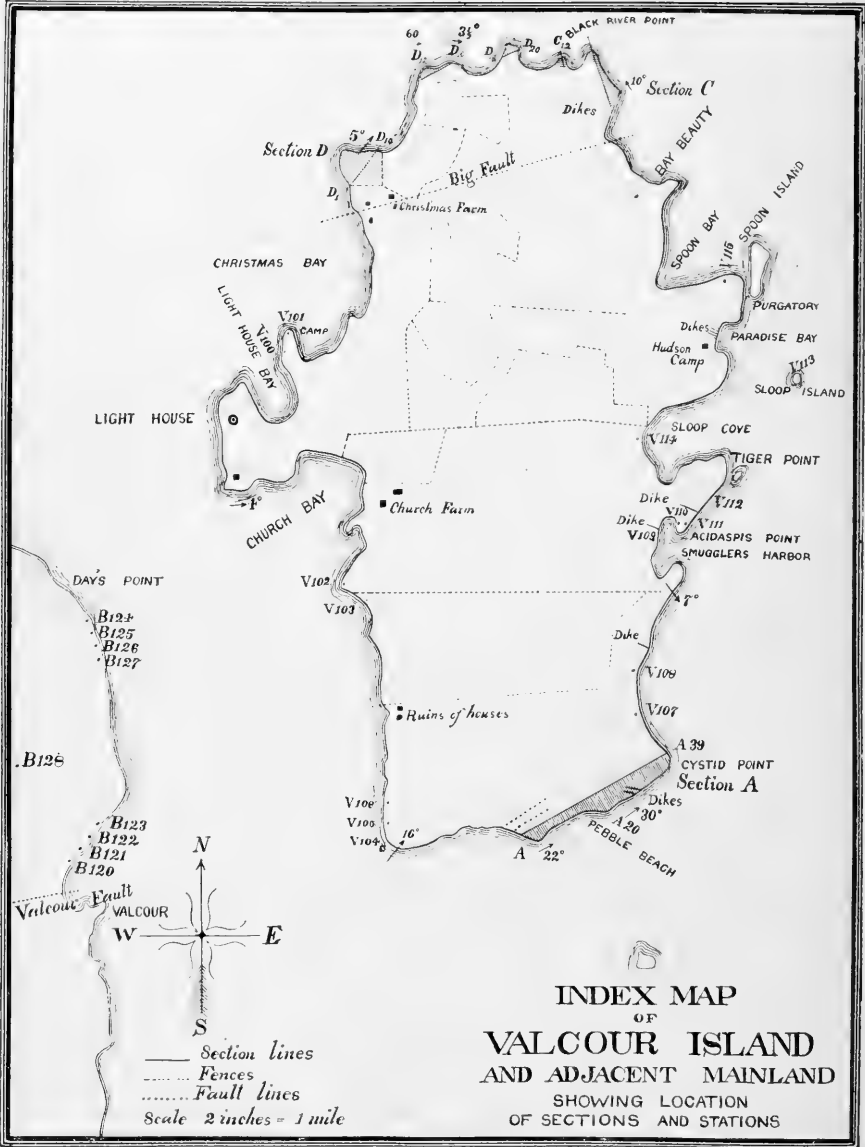 BLACK RIVER POINT
60
3½°
D
D
D
D20
C12
10°
Section C
Dikes
BAY BEAUTY
Section D
5°
D10
D1
Big Fault
Christmas Farm
SPOON BAY
SPOON ISLAND
CHRISTMAS BAY
116
LIGHT HOUSE BAY
V101
V100
CAMP
PURGATORY
Dikes
PARADISE BAY
Hudson
Camp
V113
SLOOP ISLAND
LIGHT HOUSE
SLOOP COVE
V114
TIGER POINT
4°
CHURCH BAY
Church Farm
Dike
V112
V110
Dike
V109
V111
ACIDASPIS POINT
SMUGGLERS HARBOR
DAY'S POINT
V102
V103
7°
B124
B125
B126
B127
Dike
V108
V107
Ruins of houses
A 39
CYSTID POINT
Section A
B128
Dikes
30°
A 20
PEBBLE BEACH
V105
V104
16°
A
22°
B123
B122
B121
B120
Valcour Fault
VALCOUR
N
W
E
S
INDEX MAP
OF
VALCOUR ISLAND
AND ADJACENT MAINLAND
SHOWING LOCATION
OF SECTIONS AND STATIONS
Section lines
Fences
Fault lines
Scale 2 inches = 1 mile